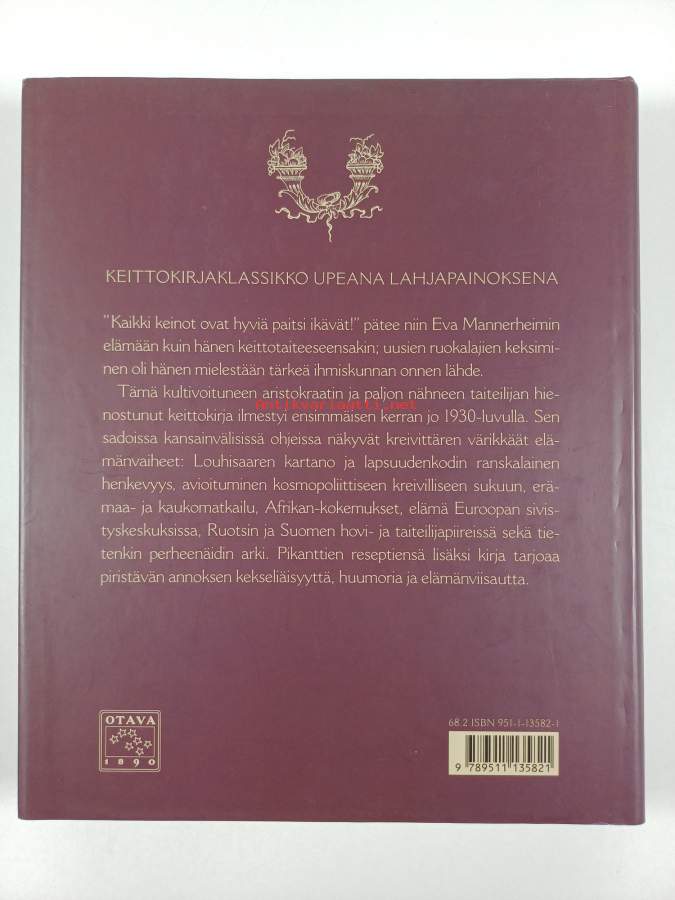 KEITTOKIRJAKLASSIKKO UPEANA LAHJAPAINOKSENA
”Kaikki keinot ovat hyviä paitsi ikävät!” pätee niin Eva Mannerheimin
elämään kuin hänen keittotaiteeseensakin; uusien ruokalajien keksimi-
nen oli hänen mielestään tärkeä ihmiskunnan onnen lähde.
Tämä kultivoituneen aristokraatin ja paljon nähneen taiteilijan hie-
antikvariaatti.net
nostunut keittokirja ilmestyi ensimmäisen kerran jo 1930-luvulla. Sen
sadoissa kansainvälisissä ohjeissa näkyvät kreivittären värikkäät elä-
mänvaiheet: Louhisaaren kartano ja lapsuudenkodin ranskalainen
henkevyys, avioituminen kosmopoliittiseen kreivilliseen sukuun, erä-
maa- ja kaukomatkailu, Afrikan-kokemukset, elämä Euroopan sivis-
tyskeskuksissa, Ruotsin ja Suomen hovi- ja taiteilijapiireissä sekä tie-
tenkin perheenäidin arki. Pikanttien reseptiensä lisäksi kirja tarjoaa
piristävän annoksen kekseliäisyyttä, huumoria ja elämänviisautta.
OTAVA
1890
68.2 ISBN 951-1-13582-1
9 789511 135821